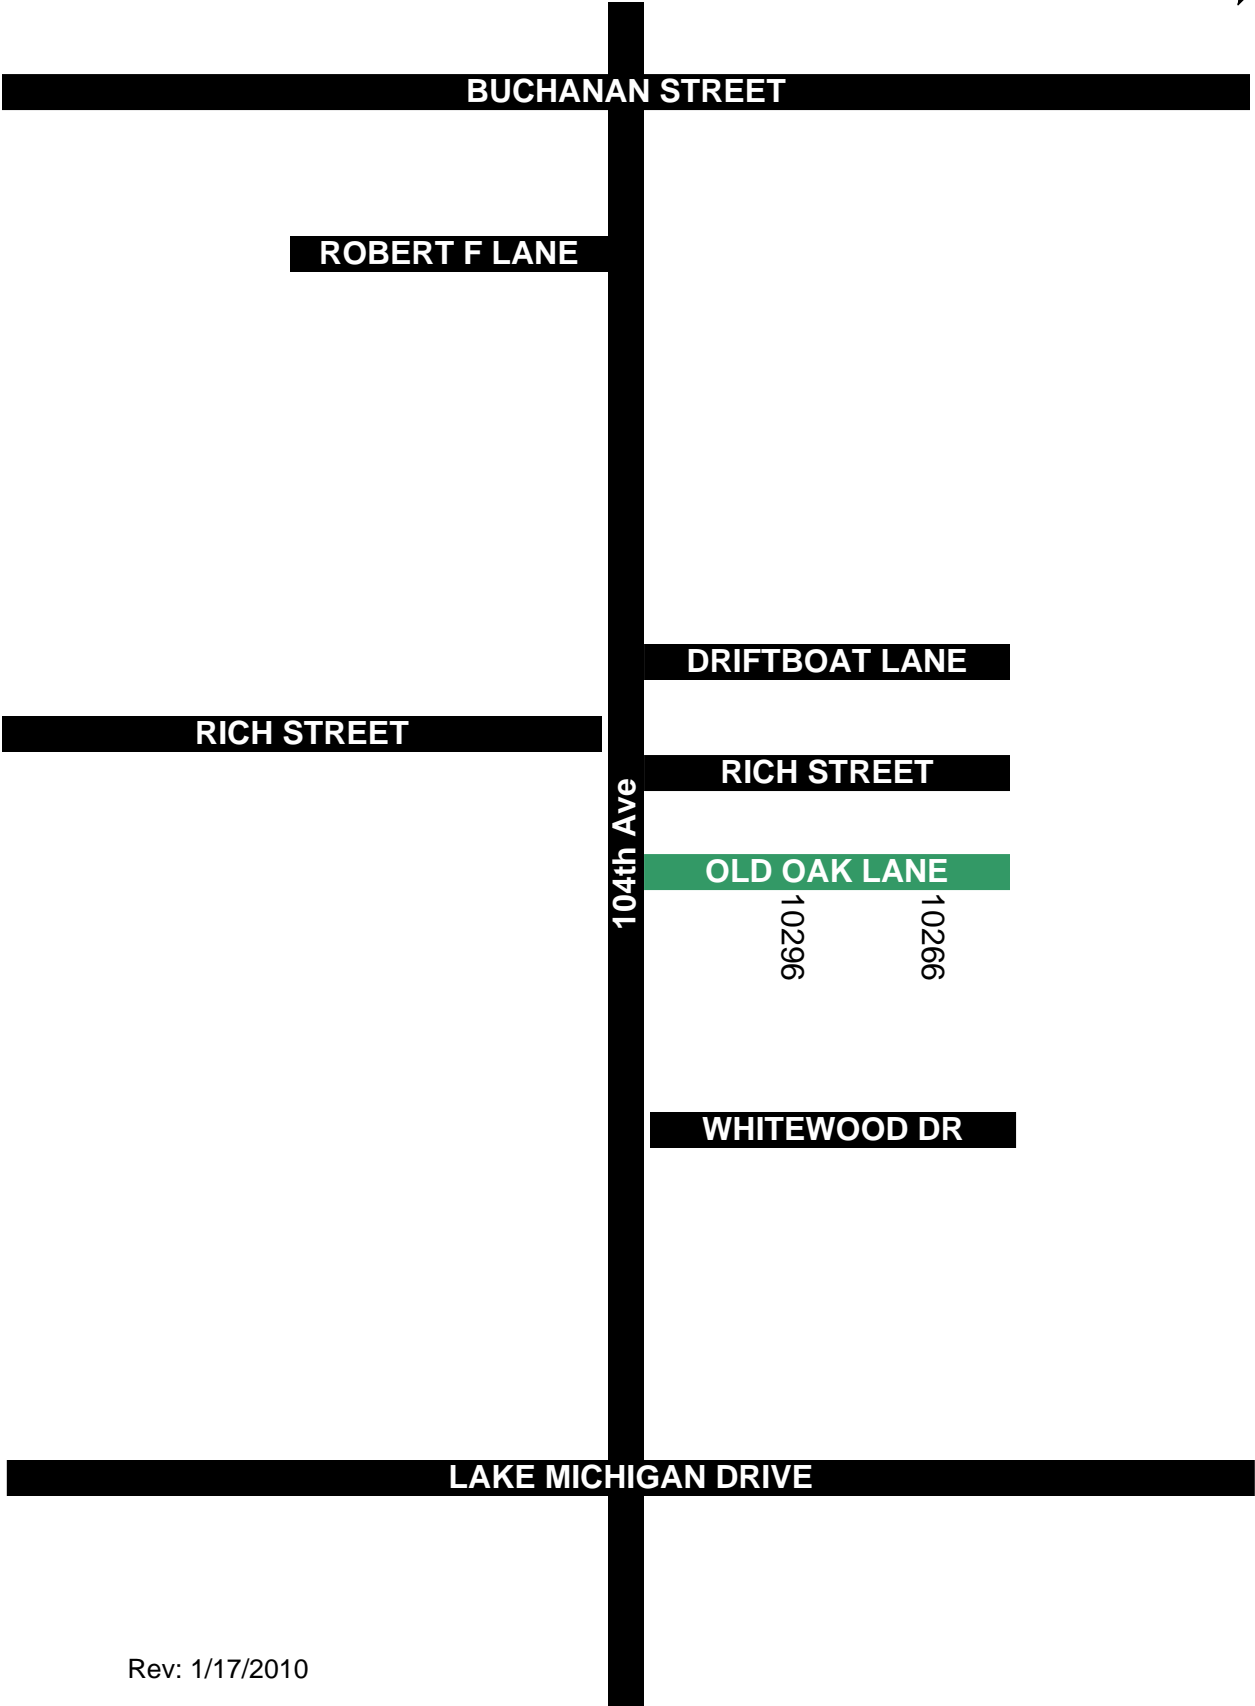 BUCHANAN STREET
ROBERT F LANE
DRIFTBOAT LANE
RICH STREET
RICH STREET
104th Ave
OLD OAK LANE
10296
10266
WHITEWOOD DR
LAKE MICHIGAN DRIVE
Rev: 1/17/2010